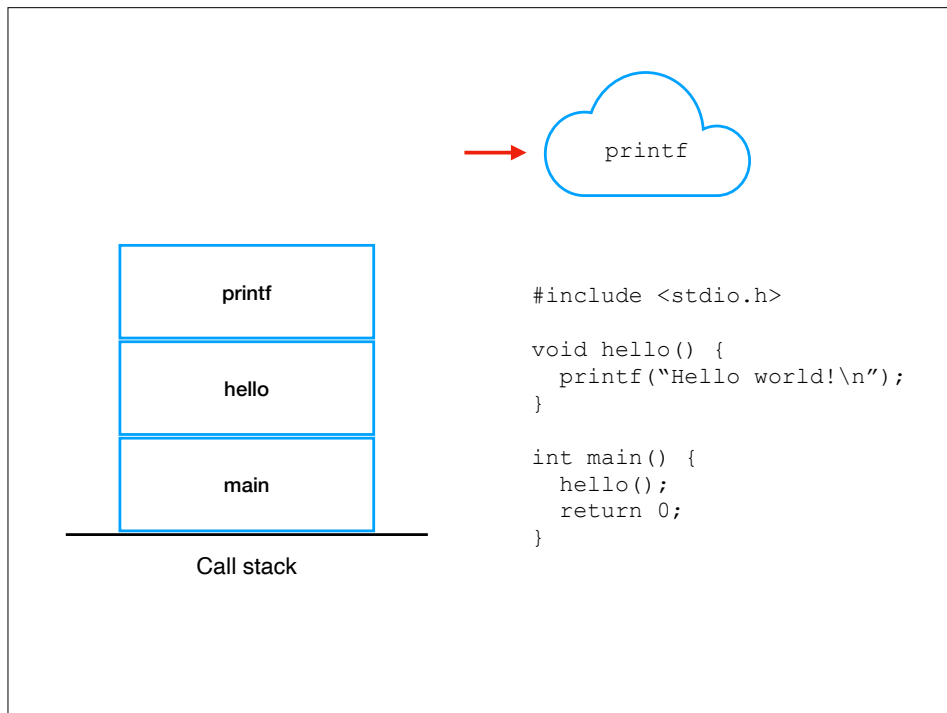 printf
printf
hello
main
Call stack
#include <stdio.h>
void hello() {
printf(“Hello world!\n”);
}
int main() {
hello();
return 0;
}